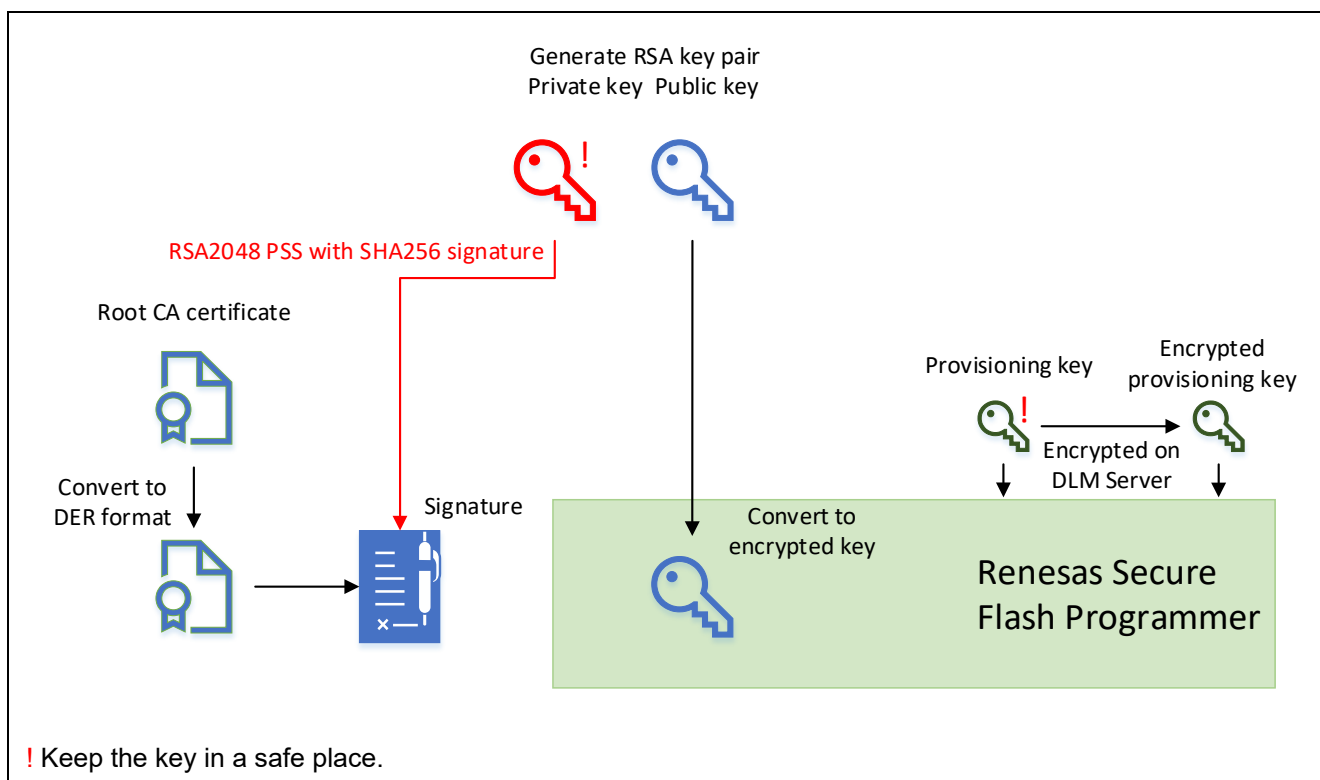 Generate RSA key pair
Private key Public key
!
RSA2048 PSS with SHA256 signature
Root CA certificate
Convert to
DER format
Signature
Provisioning key
!
Encrypted
provisioning key
Encrypted on
DLM Server
Convert to
encrypted key
Renesas Secure
Flash Programmer
! Keep the key in a safe place.